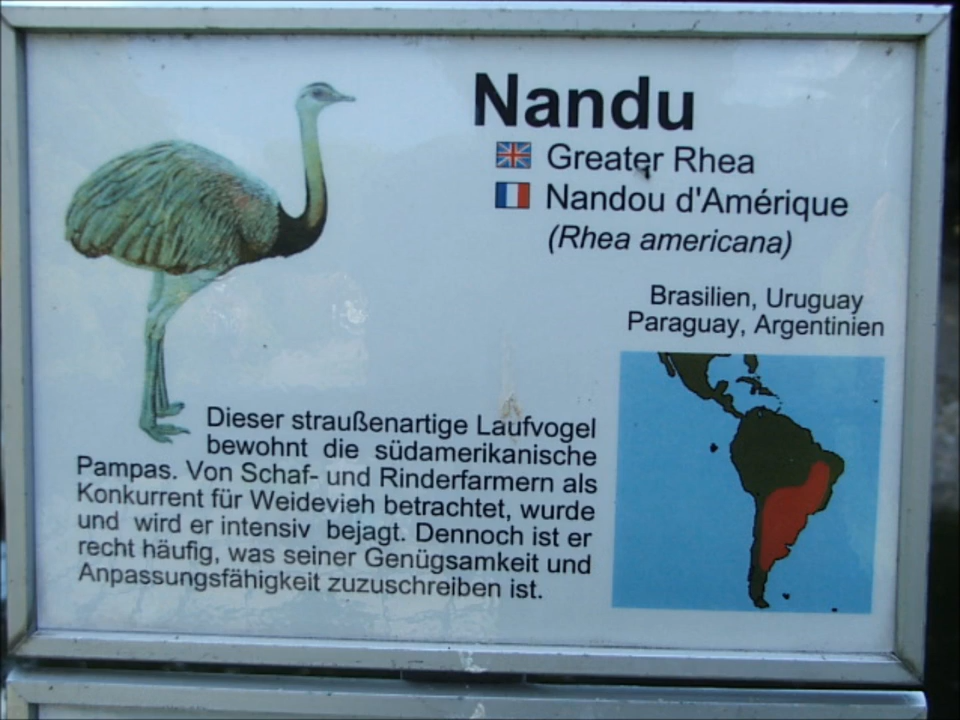 Nandu
Greater Rhea
Nandou d'Amérique
(Rhea americana)
Brasilien, Uruguay
Paraguay, Argentinien
Dieser straußenartige Laufvogel
bewohnt die südamerikanische
Pampas. Von Schaf- und Rinderfarmern als
Konkurrent für Weidevieh betrachtet, wurde
und wird er intensiv bejagt. Dennoch ist er
recht häufig, was seiner Genügsamkeit und
Anpassungsfähigkeit zuzuschreiben ist.